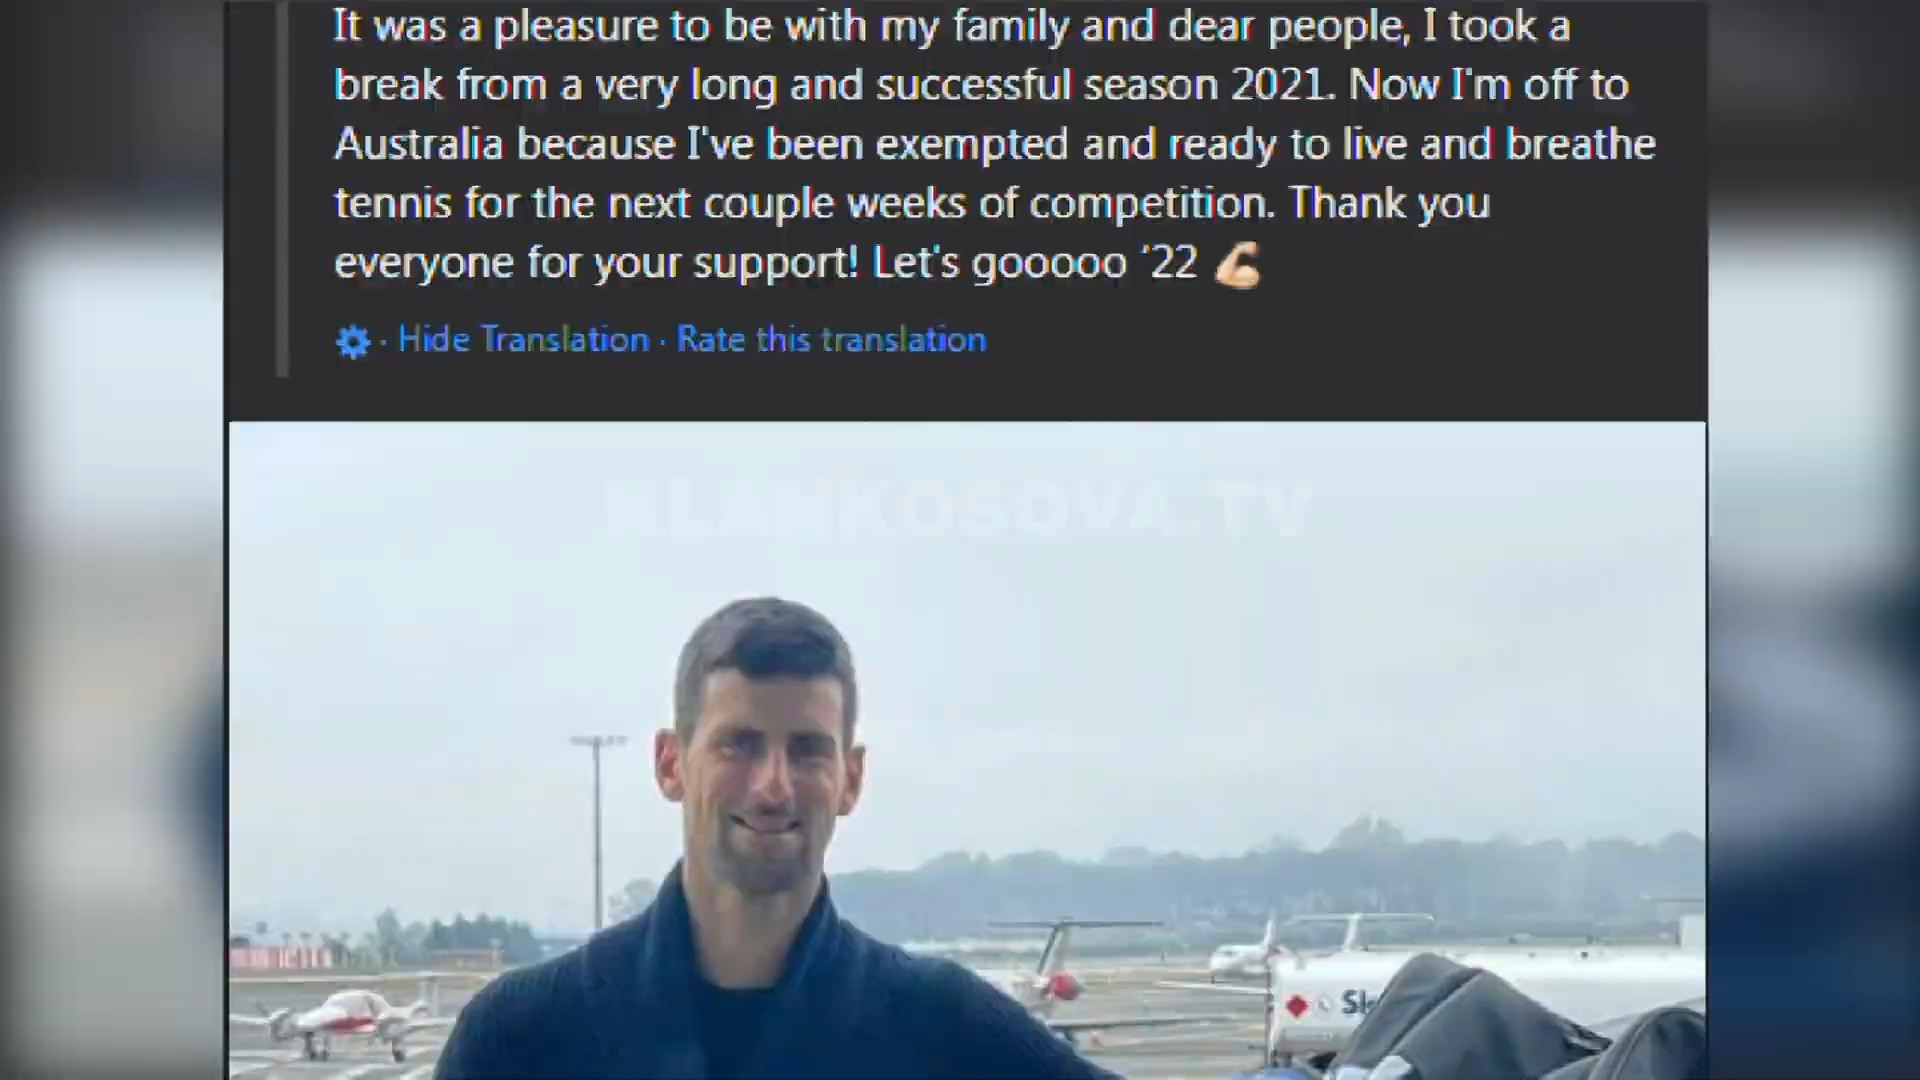 It was a pleasure to be with my family and dear people, I took a
break from a very long and successful season 2021. Now I'm off to
Australia because I've been exempted and ready to live and breathe
tennis for the next couple weeks of competition. Thank you
everyone for your support! Let's gooooo '22 💪🏼
· Hide Translation · Rate this translation
KLANKOSOVA.TV